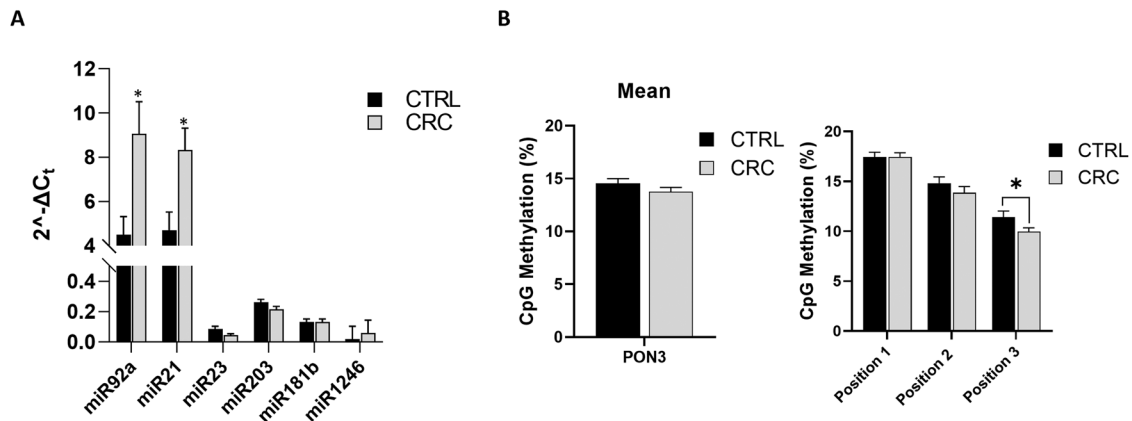 A
12
10
8
6
4
0.4
0.2
0.0
2^-ΔCt
*
*
CTRL
CRC
miR92a
miR21
miR23
miR203
miR181b
miR1246
B
Mean
20
15
10
5
0
CpG Methylation (%)
CTRL
CRC
PON3
20
15
10
5
0
CpG Methylation (%)
CTRL
CRC
*
Position 1
Position 2
Position 3